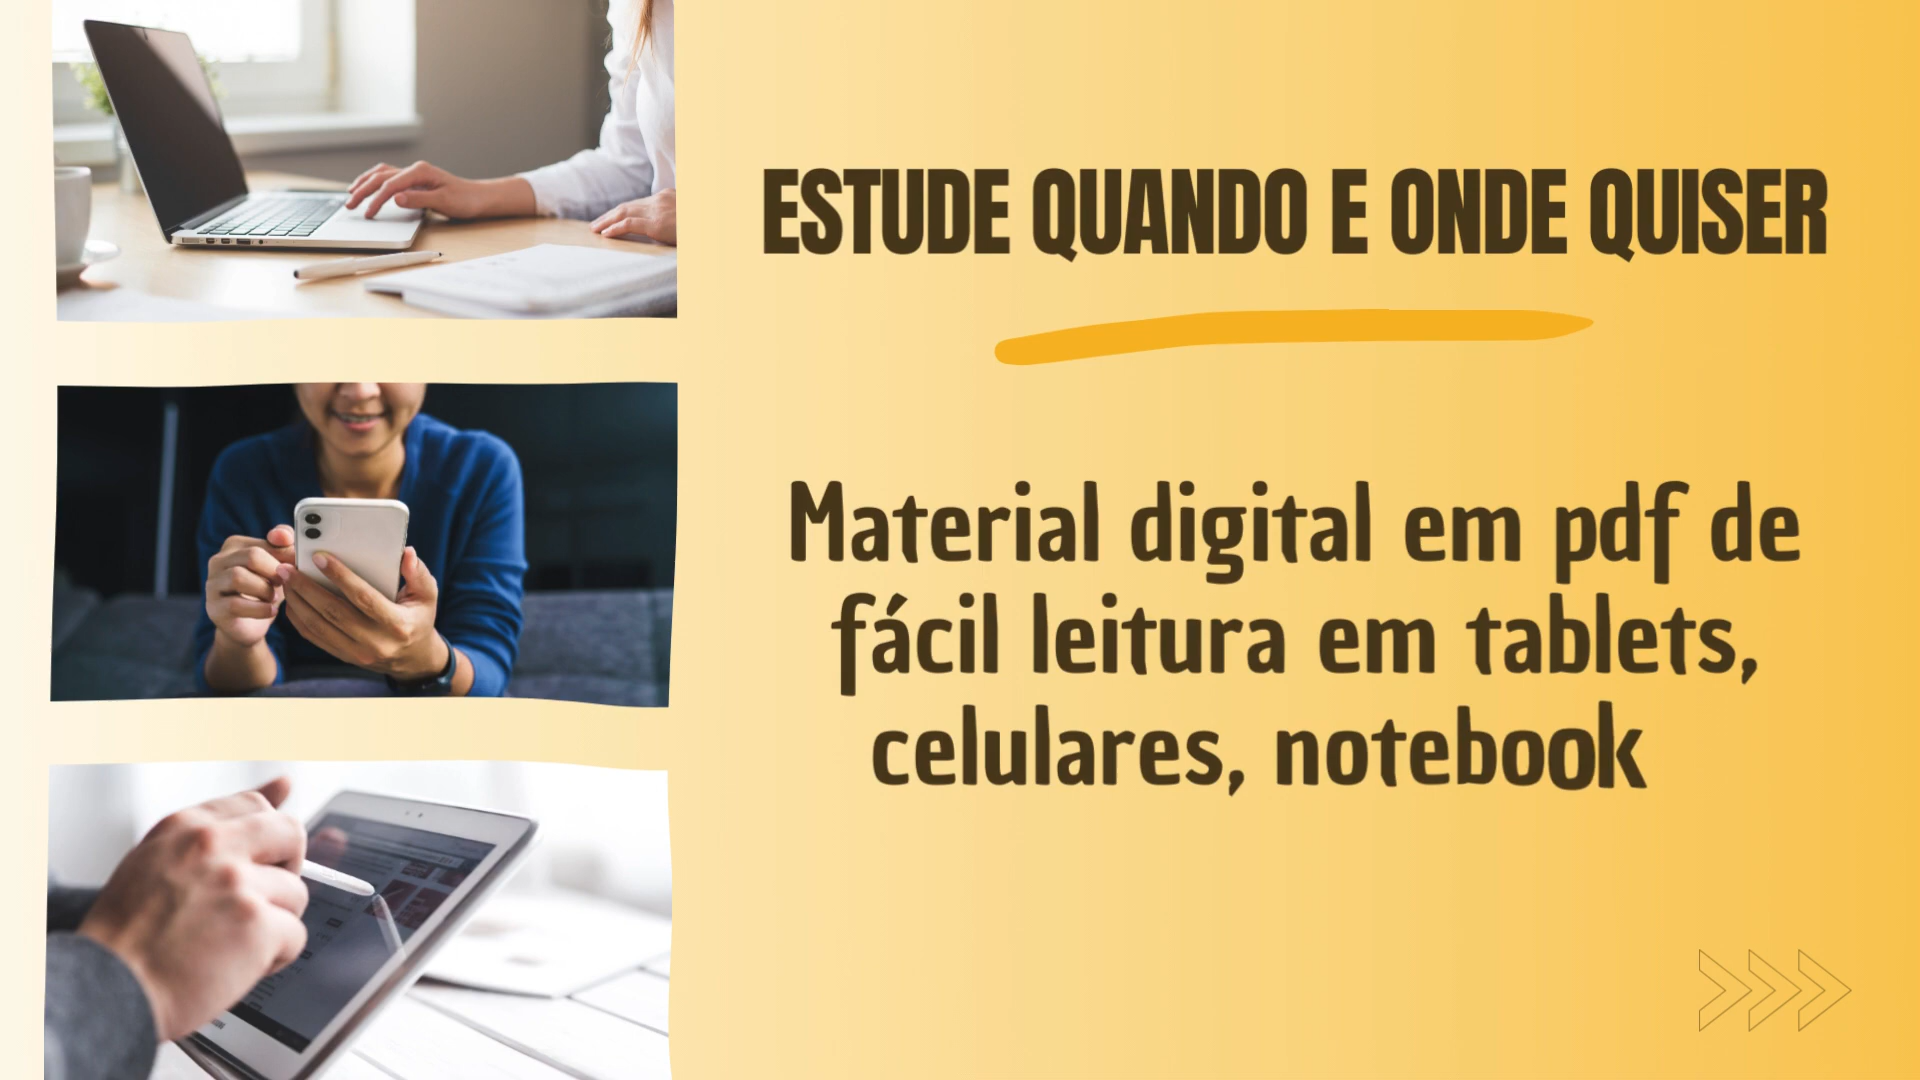 ESTUDE QUANDO E ONDE QUISER
Material digital em pdf de
fácil leitura em tablets,
celulares, notebook